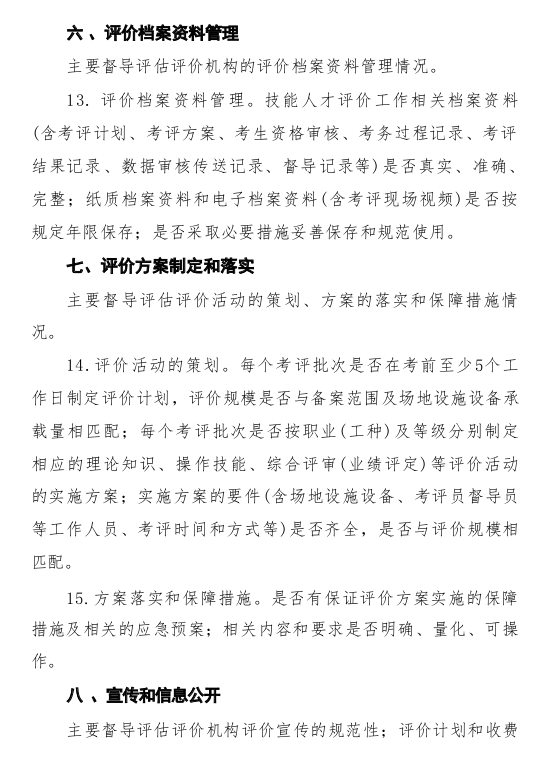 六 、评价档案资料管理
主要督导评估评价机构的评价档案资料管理情况。
13. 评价档案资料管理。技能人才评价工作相关档案资料
(含考评计划、考评方案、考生资格审核、考务过程记录、考评
结果记录、数据审核传送记录、督导记录等)是否真实、准确、
完整；纸质档案资料和电子档案资料(含考评现场视频)是否按
规定年限保存；是否采取必要措施妥善保存和规范使用。
七、评价方案制定和落实
主要督导评估评价活动的策划、方案的落实和保障措施情
况。
14.评价活动的策划。每个考评批次是否在考前至少5个工
作日制定评价计划，评价规模是否与备案范围及场地设施设备承
载量相匹配；每个考评批次是否按职业(工种)及等级分别制定
相应的理论知识、操作技能、综合评审(业绩评定)等评价活动
的实施方案；实施方案的要件(含场地设施设备、考评员督导员
等工作人员、考评时间和方式等)是否齐全，是否与评价规模相
匹配。
15.方案落实和保障措施。是否有保证评价方案实施的保障
措施及相关的应急预案；相关内容和要求是否明确、量化、可操
作。
八 、宣传和信息公开
主要督导评估评价机构评价宣传的规范性；评价计划和收费